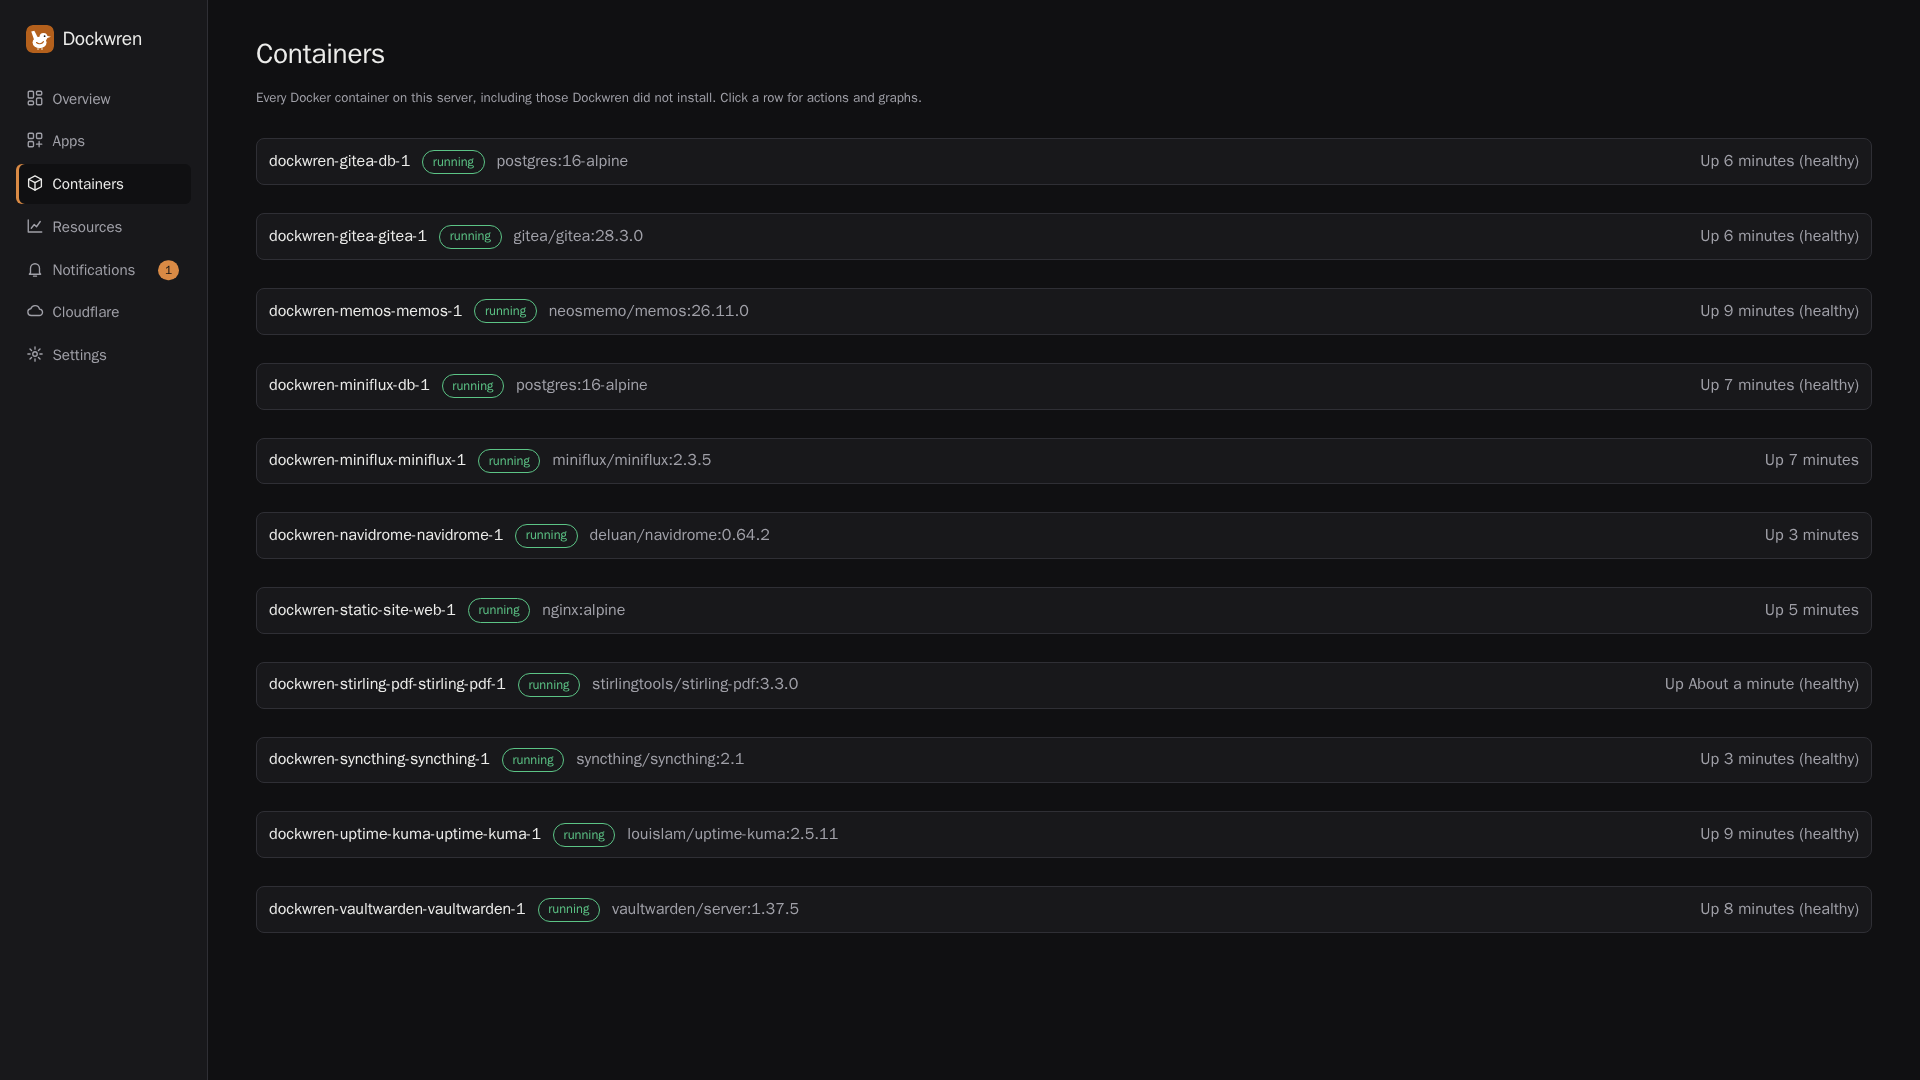 Dockwren
Overview
Apps
Containers
Resources
Notifications 1
Cloudflare
Settings
Containers
Every Docker container on this server, including those Dockwren did not install. Click a row for actions and graphs.
dockwren-gitea-db-1 running postgres:16-alpine Up 6 minutes (healthy)
dockwren-gitea-gitea-1 running gitea/gitea:28.3.0 Up 6 minutes (healthy)
dockwren-memos-memos-1 running neosmemo/memos:26.11.0 Up 9 minutes (healthy)
dockwren-miniflux-db-1 running postgres:16-alpine Up 7 minutes (healthy)
dockwren-miniflux-miniflux-1 running miniflux/miniflux:2.3.5 Up 7 minutes
dockwren-navidrome-navidrome-1 running deluan/navidrome:0.64.2 Up 3 minutes
dockwren-static-site-web-1 running nginx:alpine Up 5 minutes
dockwren-stirling-pdf-stirling-pdf-1 running stirlingtools/stirling-pdf:3.3.0 Up About a minute (healthy)
dockwren-syncthing-syncthing-1 running syncthing/syncthing:2.1 Up 3 minutes (healthy)
dockwren-uptime-kuma-uptime-kuma-1 running louislam/uptime-kuma:2.5.11 Up 9 minutes (healthy)
dockwren-vaultwarden-vaultwarden-1 running vaultwarden/server:1.37.5 Up 8 minutes (healthy)